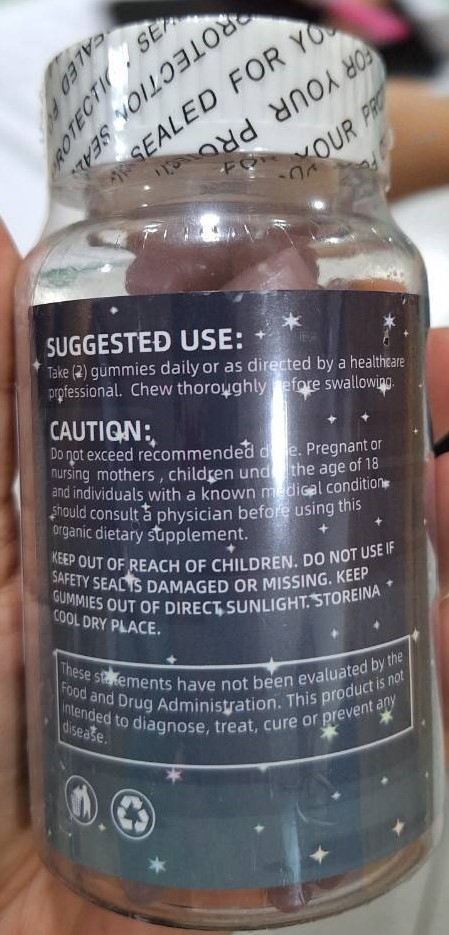 SEALED FOR YOUR PROTECTION
SUGGESTED USE:
Take (2) gummies daily or as directed by a healthcare
professional. Chew thoroughly before swallowing.
CAUTION:
Do not exceed recommended dose. Pregnant or
nursing mothers , children under the age of 18
and individuals with a known medical condition
should consult a physician before using this
organic dietary supplement.
KEEP OUT OF REACH OF CHILDREN. DO NOT USE IF
SAFETY SEAL IS DAMAGED OR MISSING. KEEP
GUMMIES OUT OF DIRECT SUNLIGHT. STOREINA
COOL DRY PLACE.
These statements have not been evaluated by the
Food and Drug Administration. This product is not
intended to diagnose, treat, cure or prevent any
disease.